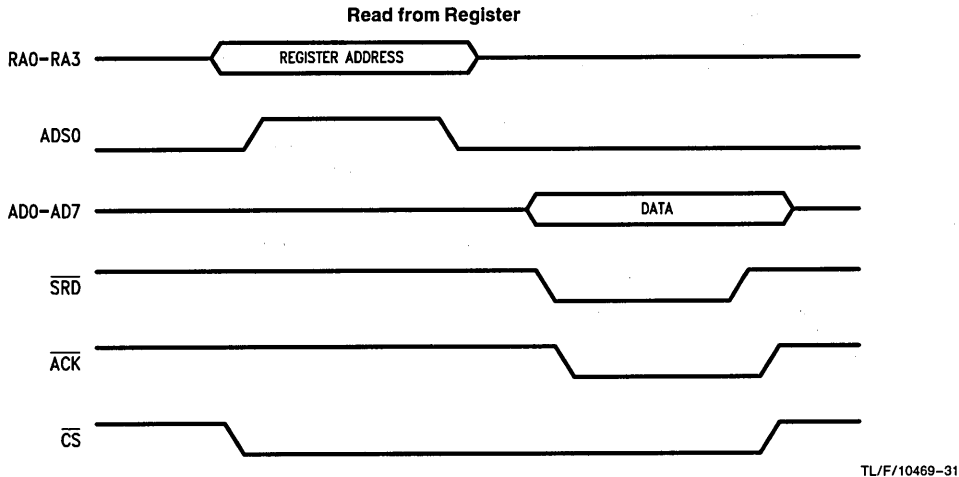 Read from Register
RA0-RA3
REGISTER ADDRESS
ADS0
AD0-AD7
DATA
SRD
ACK
CS
TL/F/10469-31